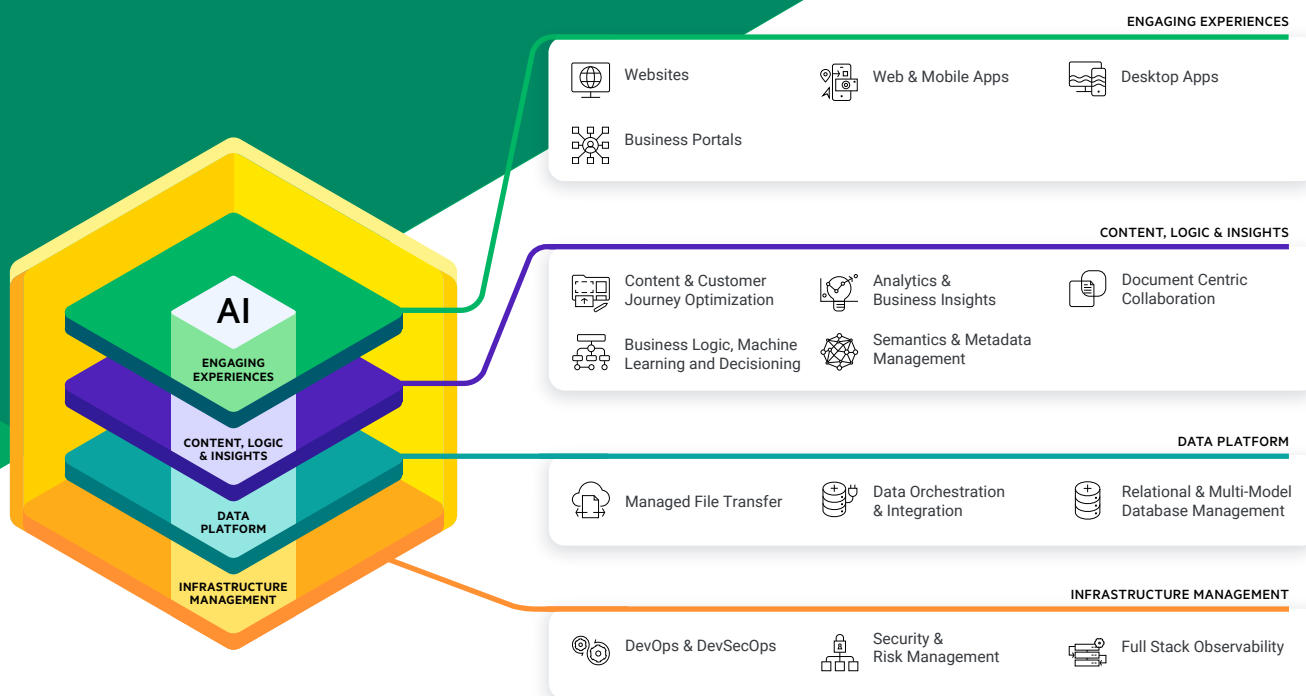 AI
ENGAGING
EXPERIENCES
CONTENT, LOGIC
& INSIGHTS
DATA
PLATFORM
INFRASTRUCTURE
MANAGEMENT
ENGAGING EXPERIENCES
Websites
Web & Mobile Apps
Desktop Apps
Business Portals
CONTENT, LOGIC & INSIGHTS
Content & Customer
Journey Optimization
Analytics &
Business Insights
Document Centric
Collaboration
Business Logic, Machine
Learning and Decisioning
Semantics & Metadata
Management
DATA PLATFORM
Managed File Transfer
Data Orchestration
& Integration
Relational & Multi-Model
Database Management
INFRASTRUCTURE MANAGEMENT
DevOps & DevSecOps
Security &
Risk Management
Full Stack Observability